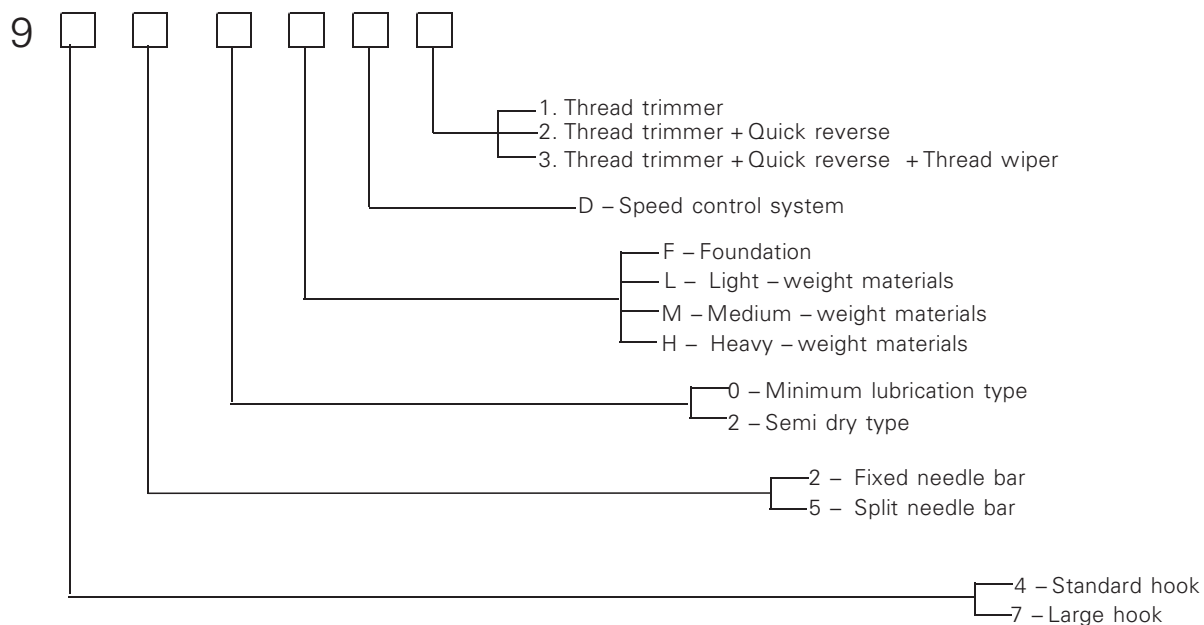 9
1. Thread trimmer
2. Thread trimmer + Quick reverse
3. Thread trimmer + Quick reverse + Thread wiper
D – Speed control system
F – Foundation
L – Light – weight materials
M – Medium – weight materials
H – Heavy – weight materials
0 – Minimum lubrication type
2 – Semi dry type
2 – Fixed needle bar
5 – Split needle bar
4 – Standard hook
7 – Large hook